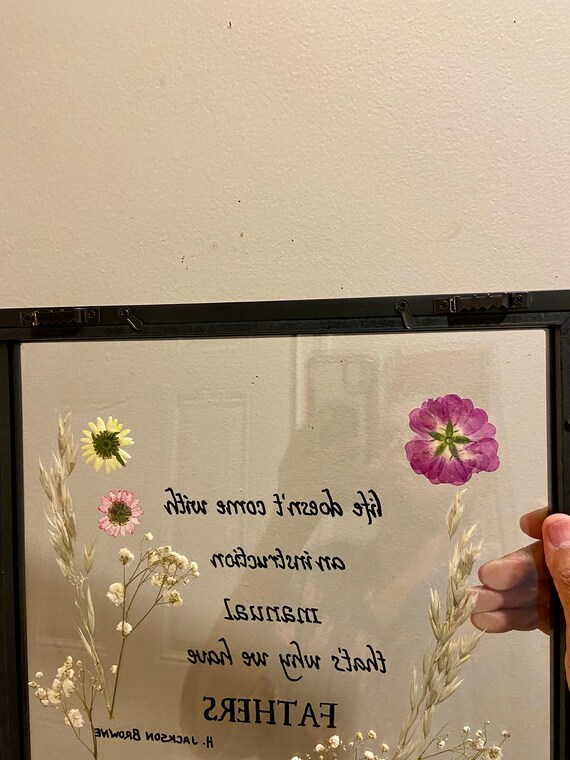 life doesn't come with
an instruction
manual
that's why we have
FATHERS
H. JACKSON BROWNE